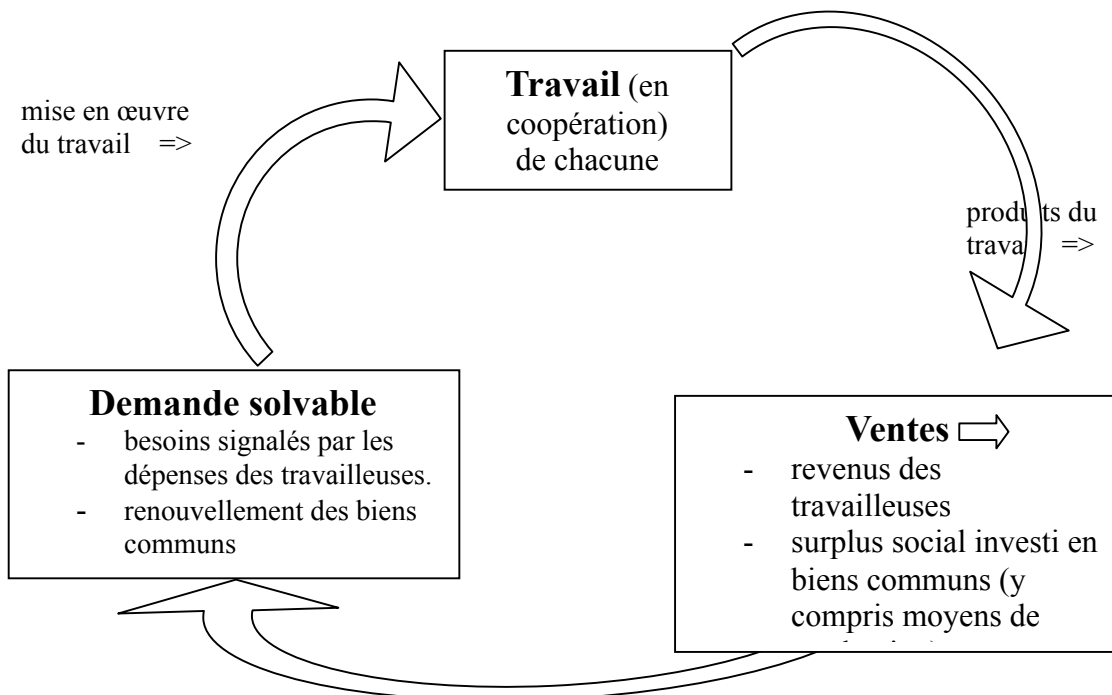 mise en œuvre
du travail =>
Travail (en
coopération)
de chacune
produits du
trava =>
Demande solvable
- besoins signalés par les
dépenses des travailleuses.
- renouvellement des biens
communs
Ventes
- revenus des
travailleuses
- surplus social investi en
biens communs (y
compris moyens de